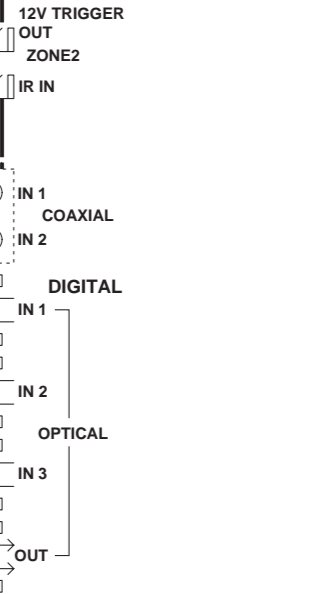 12V TRIGGER
OUT
ZONE2
IR IN
IN 1
COAXIAL
IN 2
DIGITAL
IN 1
IN 2
OPTICAL
IN 3
OUT